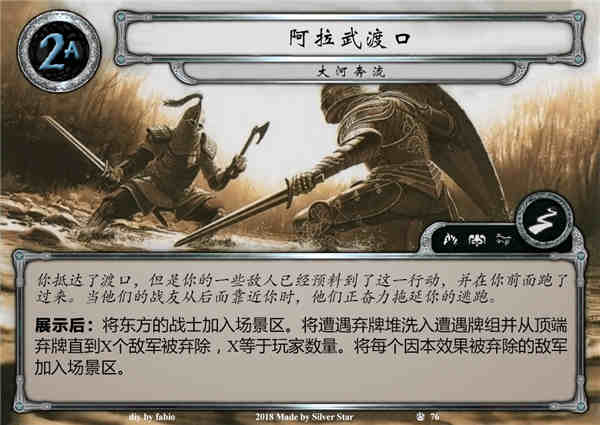 2A
阿拉武渡口
大河奔流
你抵达了渡口，但是你的一些敌人已经预料到了这一行动，并在你前面跑了
过来。当他们的战友从后面靠近你时，他们正奋力拖延你的逃跑。
展示后：将东方的战士加入场景区。将遭遇弃牌堆洗入遭遇牌组并从顶端
弃牌直到X个敌军被弃除，X等于玩家数量。将每个因本效果被弃除的敌军
加入场景区。
diy by fabio 2018 Made by Silver Star 76